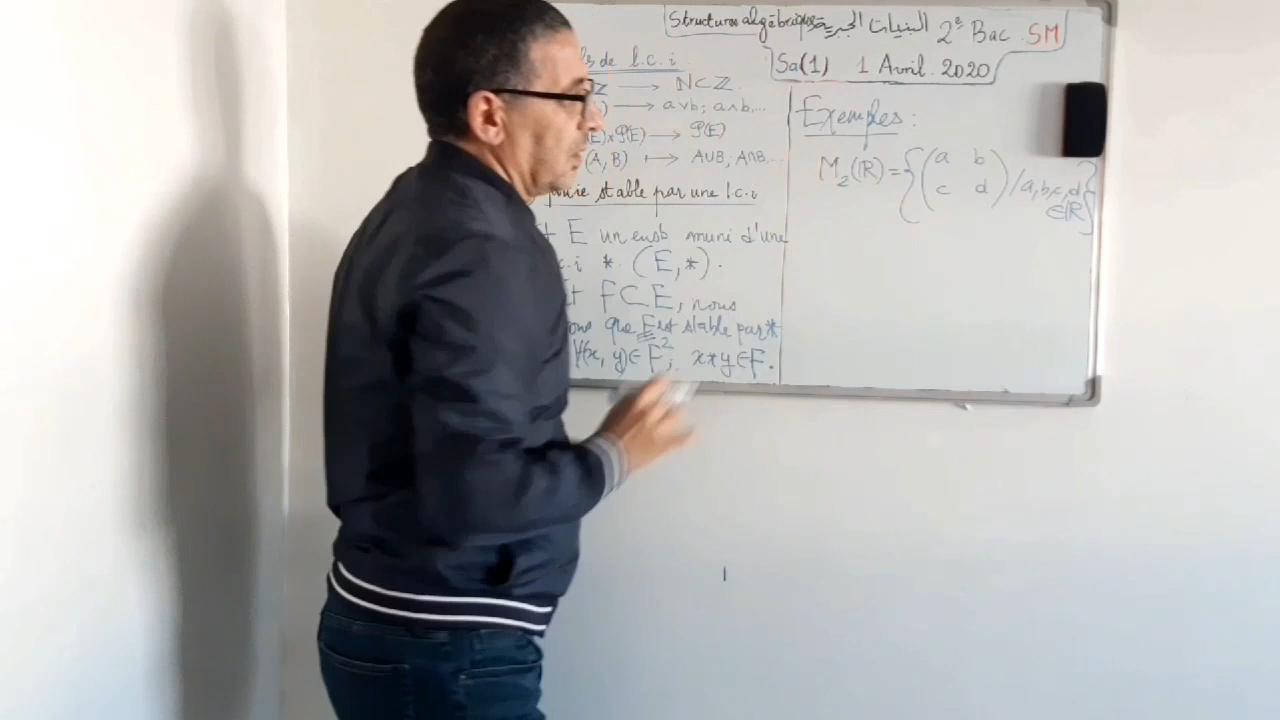 Structures algébriques البنيات الجبرية 2e Bac SM
Sa(1) 1 Avril 2020
ls de l.c.i
Z → N⊂Z
) → a∨b; a∧b...
(E)×P(E) → P(E)
(A, B) ↦ A∪B; A∩B...
partie stable par une l.c.i
t E un ensb muni d'une
c.i * (E, *).
t F⊂E, nous
ons que F est stable par *
∀(x, y)∈F²; x*y∈F.
Exemples:
M₂(ℝ)={(a b
c d)/a,b,c,d
∈ℝ}